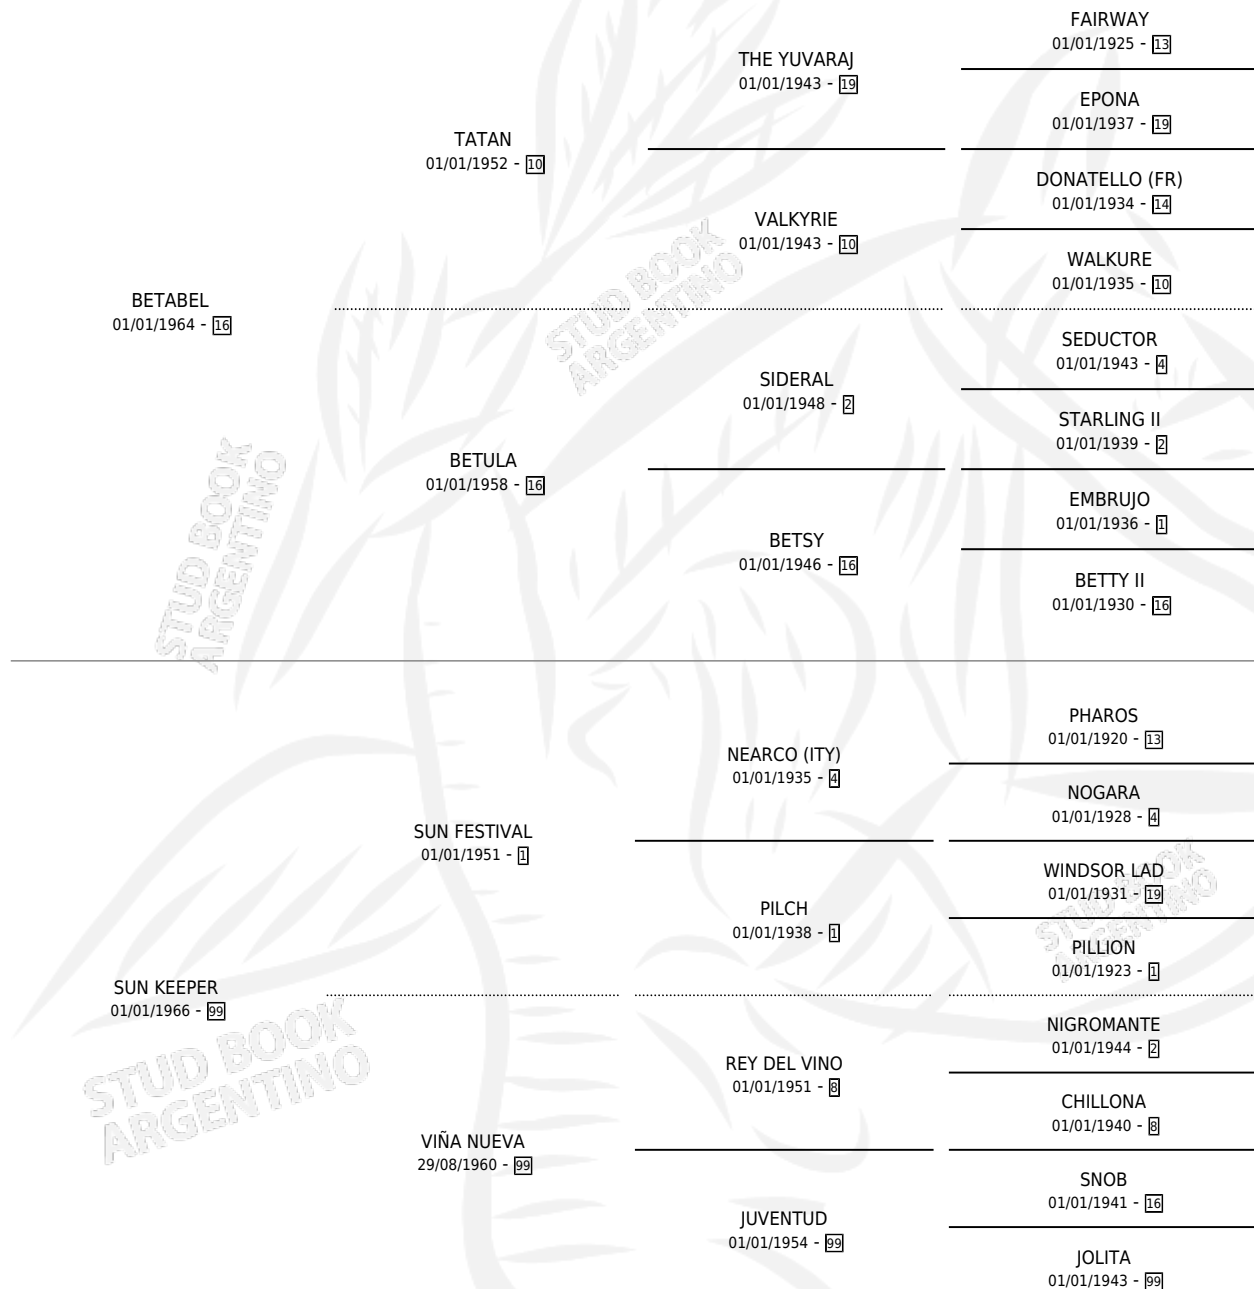 FAIRWAY
01/01/1925 - 13
THE YUVARAJ
01/01/1943 - 19
EPONA
01/01/1937 - 19
TATAN
01/01/1952 - 10
DONATELLO (FR)
01/01/1934 - 14
VALKYRIE
01/01/1943 - 10
WALKURE
01/01/1935 - 10
BETABEL
01/01/1964 - 16
SEDUCTOR
01/01/1943 - 4
SIDERAL
01/01/1948 - 2
STARLING II
01/01/1939 - 2
BETULA
01/01/1958 - 16
EMBRUJO
01/01/1936 - 1
BETSY
01/01/1946 - 16
BETTY II
01/01/1930 - 16
STUD BOOK
ARGENTINO
STUD BOOK
ARGENTINO
PHAROS
01/01/1920 - 13
NEARCO (ITY)
01/01/1935 - 4
NOGARA
01/01/1928 - 4
SUN FESTIVAL
01/01/1951 - 1
WINDSOR LAD
01/01/1931 - 19
PILCH
01/01/1938 - 1
PILLION
01/01/1923 - 1
SUN KEEPER
01/01/1966 - 99
NIGROMANTE
01/01/1944 - 2
REY DEL VINO
01/01/1951 - 8
CHILLONA
01/01/1940 - 8
VIÑA NUEVA
29/08/1960 - 99
SNOB
01/01/1941 - 16
JUVENTUD
01/01/1954 - 99
JOLITA
01/01/1943 - 99
STUD BOOK
ARGENTINO
STUD BOOK
ARGENTINO